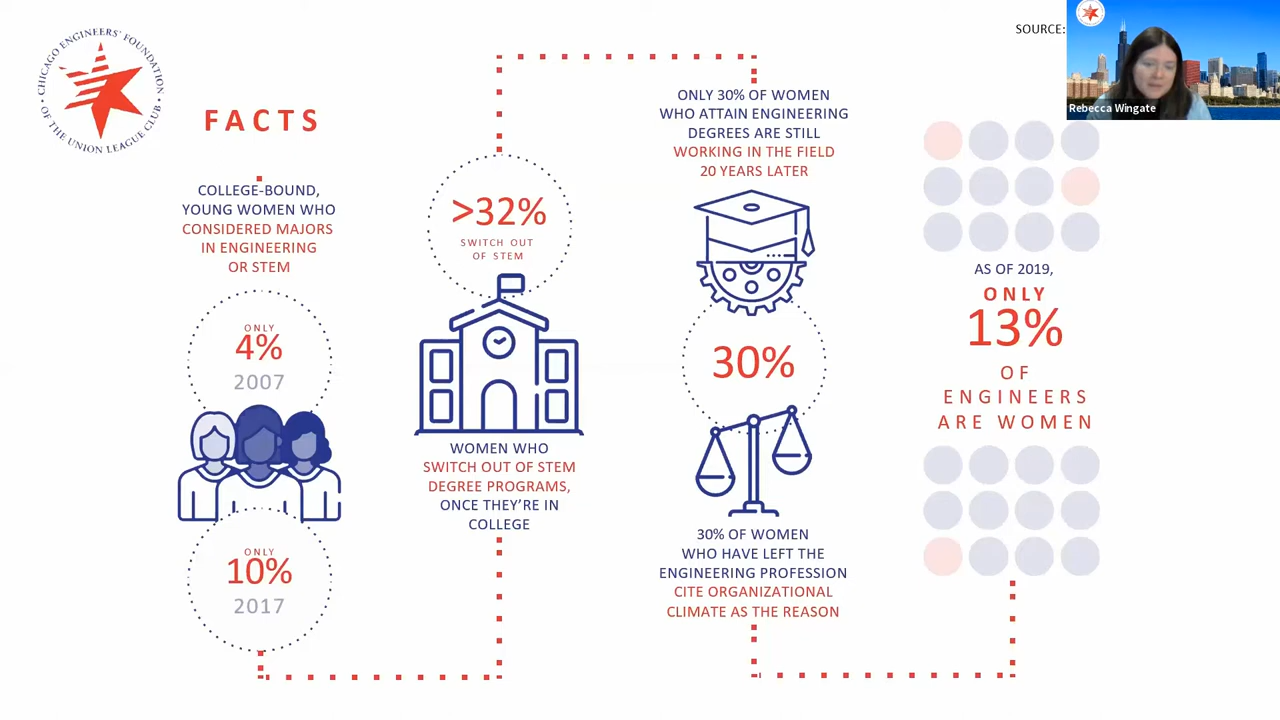 CHICAGO ENGINEERS' FOUNDATION
OF THE UNION LEAGUE CLUB
FACTS
COLLEGE-BOUND,
YOUNG WOMEN WHO
CONSIDERED MAJORS
IN ENGINEERING
OR STEM
ONLY
4%
2007
ONLY
10%
2017
>32%
SWITCH OUT
OF STEM
WOMEN WHO
SWITCH OUT OF STEM
DEGREE PROGRAMS,
ONCE THEY'RE IN
COLLEGE
ONLY 30% OF WOMEN
WHO ATTAIN ENGINEERING
DEGREES ARE STILL
WORKING IN THE FIELD
20 YEARS LATER
30%
30% OF WOMEN
WHO HAVE LEFT THE
ENGINEERING PROFESSION
CITE ORGANIZATIONAL
CLIMATE AS THE REASON
SOURCE:
Rebecca Wingate
AS OF 2019,
ONLY
13%
OF
ENGINEERS
ARE WOMEN